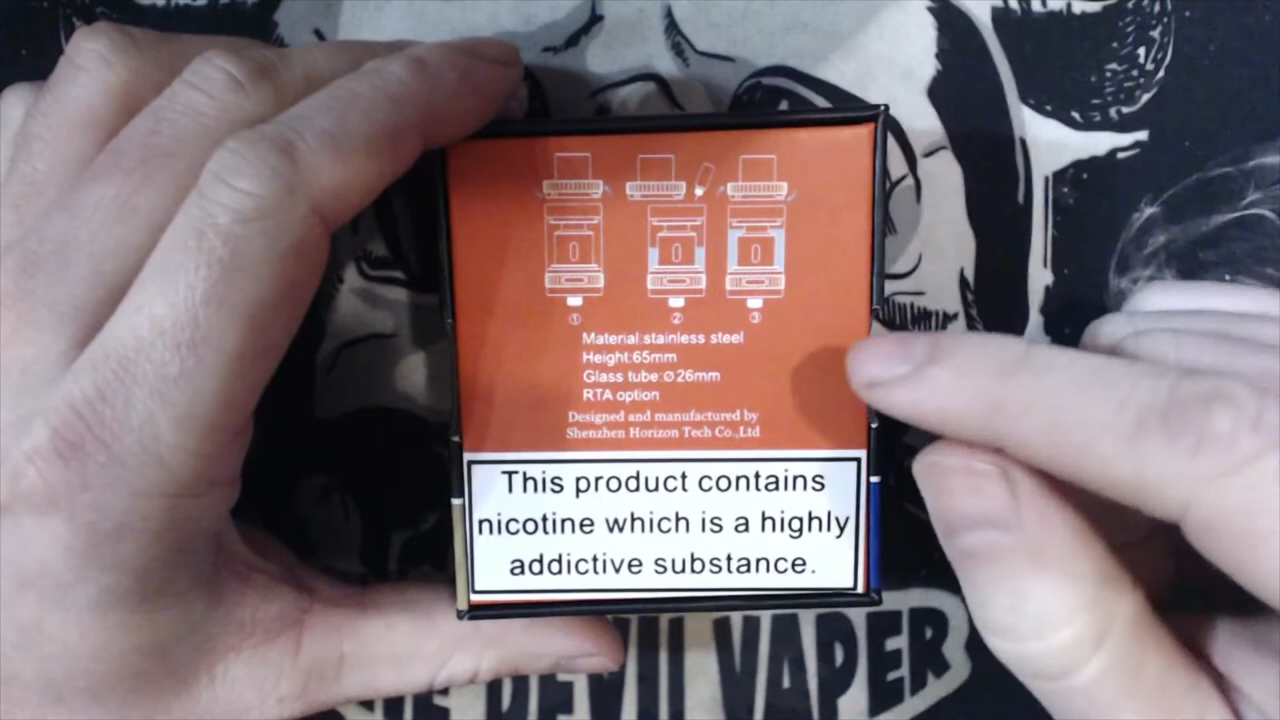 ① ② ③
Material:stainless steel
Height:65mm
Glass tube:Ø26mm
RTA option
Designed and manufactured by
Shenzhen Horizon Tech Co.,Ltd
This product contains
nicotine which is a highly
addictive substance.
THE DEVIL VAPER